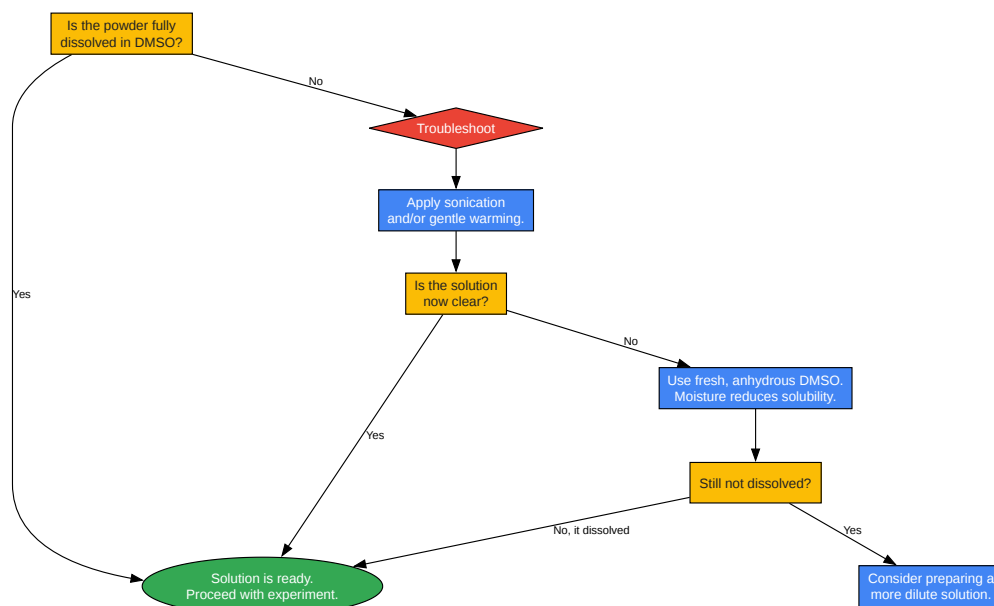 Is the powder fully
dissolved in DMSO?
No
Troubleshoot
Apply sonication
and/or gentle warming.
Is the solution
now clear?
Yes
No
Use fresh, anhydrous DMSO.
Moisture reduces solubility.
Yes
Still not dissolved?
No, it dissolved
Yes
Solution is ready.
Proceed with experiment.
Consider preparing a
more dilute solution.